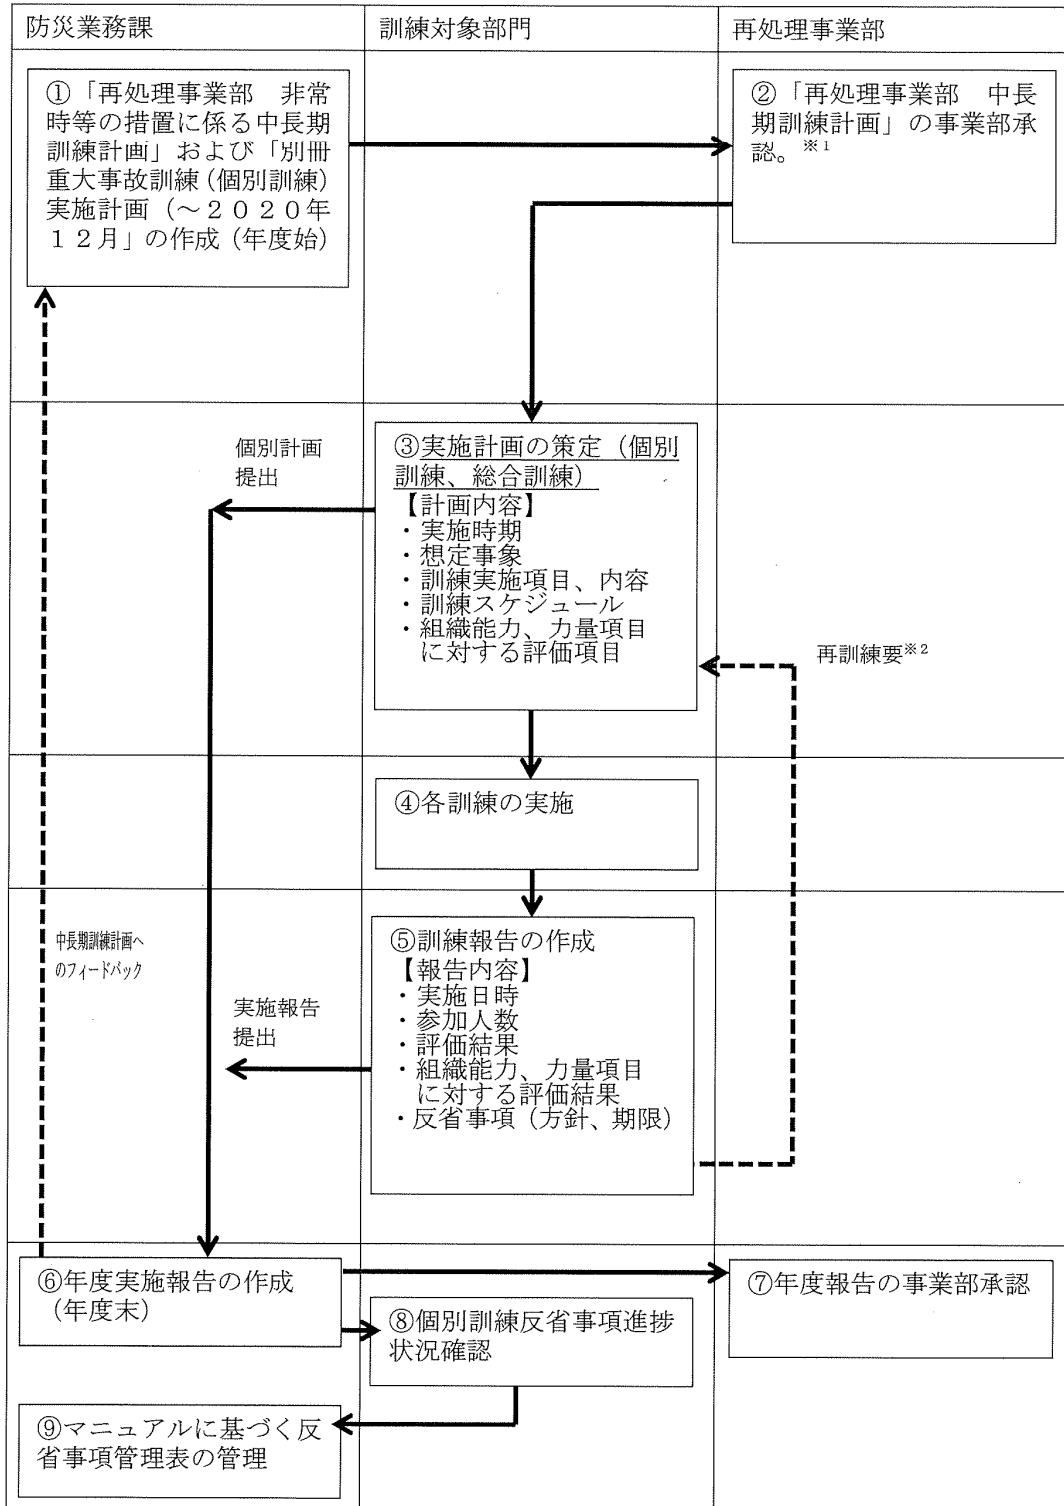 防災業務課
訓練対象部門
再処理事業部
①「再処理事業部　非常
時等の措置に係る中長期
訓練計画」および「別冊
重大事故訓練(個別訓練)
実施計画（～２０２０年
１２月」の作成（年度始）
②「再処理事業部　中長
期訓練計画」の事業部承
認。※1
個別計画
提出
③実施計画の策定（個別
訓練、総合訓練）
【計画内容】
・実施時期
・想定事象
・訓練実施項目、内容
・訓練スケジュール
・組織能力、力量項目
に対する評価項目
再訓練要※2
④各訓練の実施
中長期訓練計画へ
のフィードバック
実施報告
提出
⑤訓練報告の作成
【報告内容】
・実施日時
・参加人数
・評価結果
・組織能力、力量項目
に対する評価結果
・反省事項（方針、期限）
⑥年度実施報告の作成
（年度末）
⑦年度報告の事業部承認
⑧個別訓練反省事項進捗
状況確認
⑨マニュアルに基づく反
省事項管理表の管理